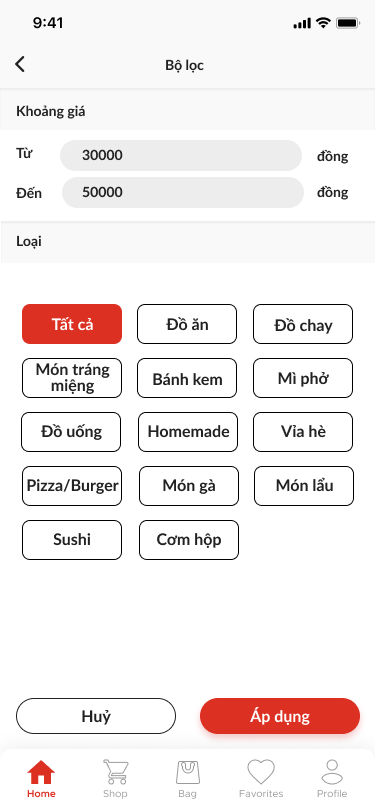 9:41
Bộ lọc
Khoảng giá
Từ 30000 đồng
Đến 50000 đồng
Loại
Tất cả Đồ ăn Đồ chay
Món tráng
miệng Bánh kem Mì phở
Đồ uống Homemade Vỉa hè
Pizza/Burger Món gà Món lẩu
Sushi Cơm hộp
Huỷ Áp dụng
Home Shop Bag Favorites Profile